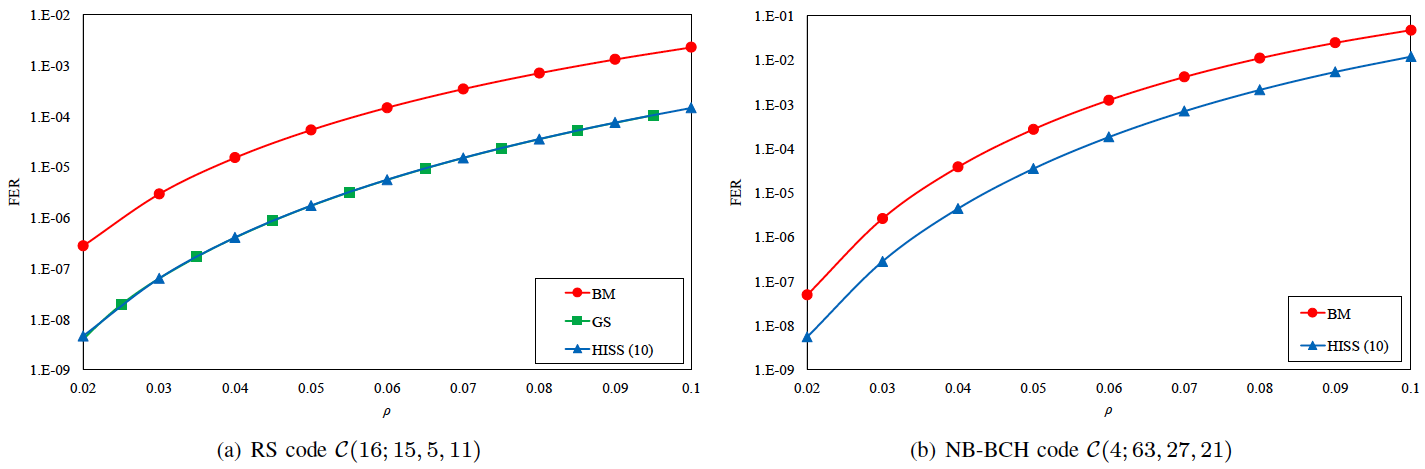 1.E-02
1.E-03
1.E-04
1.E-05
1.E-06
1.E-07
1.E-08
1.E-09
FER
0.02 0.03 0.04 0.05 0.06 0.07 0.08 0.09 0.1
ρ
BM
GS
HISS (10)
(a) RS code 𝒞(16; 15, 5, 11)
1.E-01
1.E-02
1.E-03
1.E-04
1.E-05
1.E-06
1.E-07
1.E-08
1.E-09
FER
0.02 0.03 0.04 0.05 0.06 0.07 0.08 0.09 0.1
ρ
BM
HISS (10)
(b) NB-BCH code 𝒞(4; 63, 27, 21)